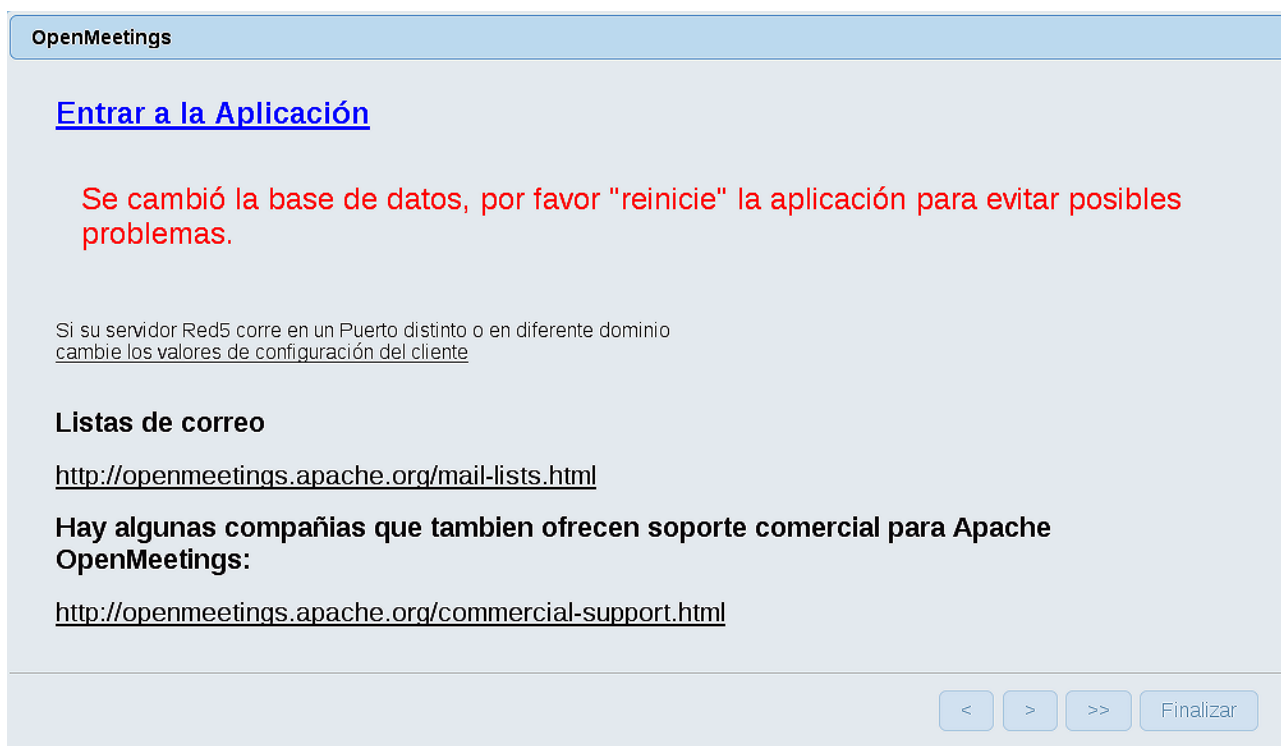 OpenMeetings
Entrar a la Aplicación
Se cambió la base de datos, por favor "reinicie" la aplicación para evitar posibles
problemas.
Si su servidor Red5 corre en un Puerto distinto o en diferente dominio
cambie los valores de configuración del cliente
Listas de correo
http://openmeetings.apache.org/mail-lists.html
Hay algunas compañias que tambien ofrecen soporte comercial para Apache
OpenMeetings:
http://openmeetings.apache.org/commercial-support.html
< > >> Finalizar